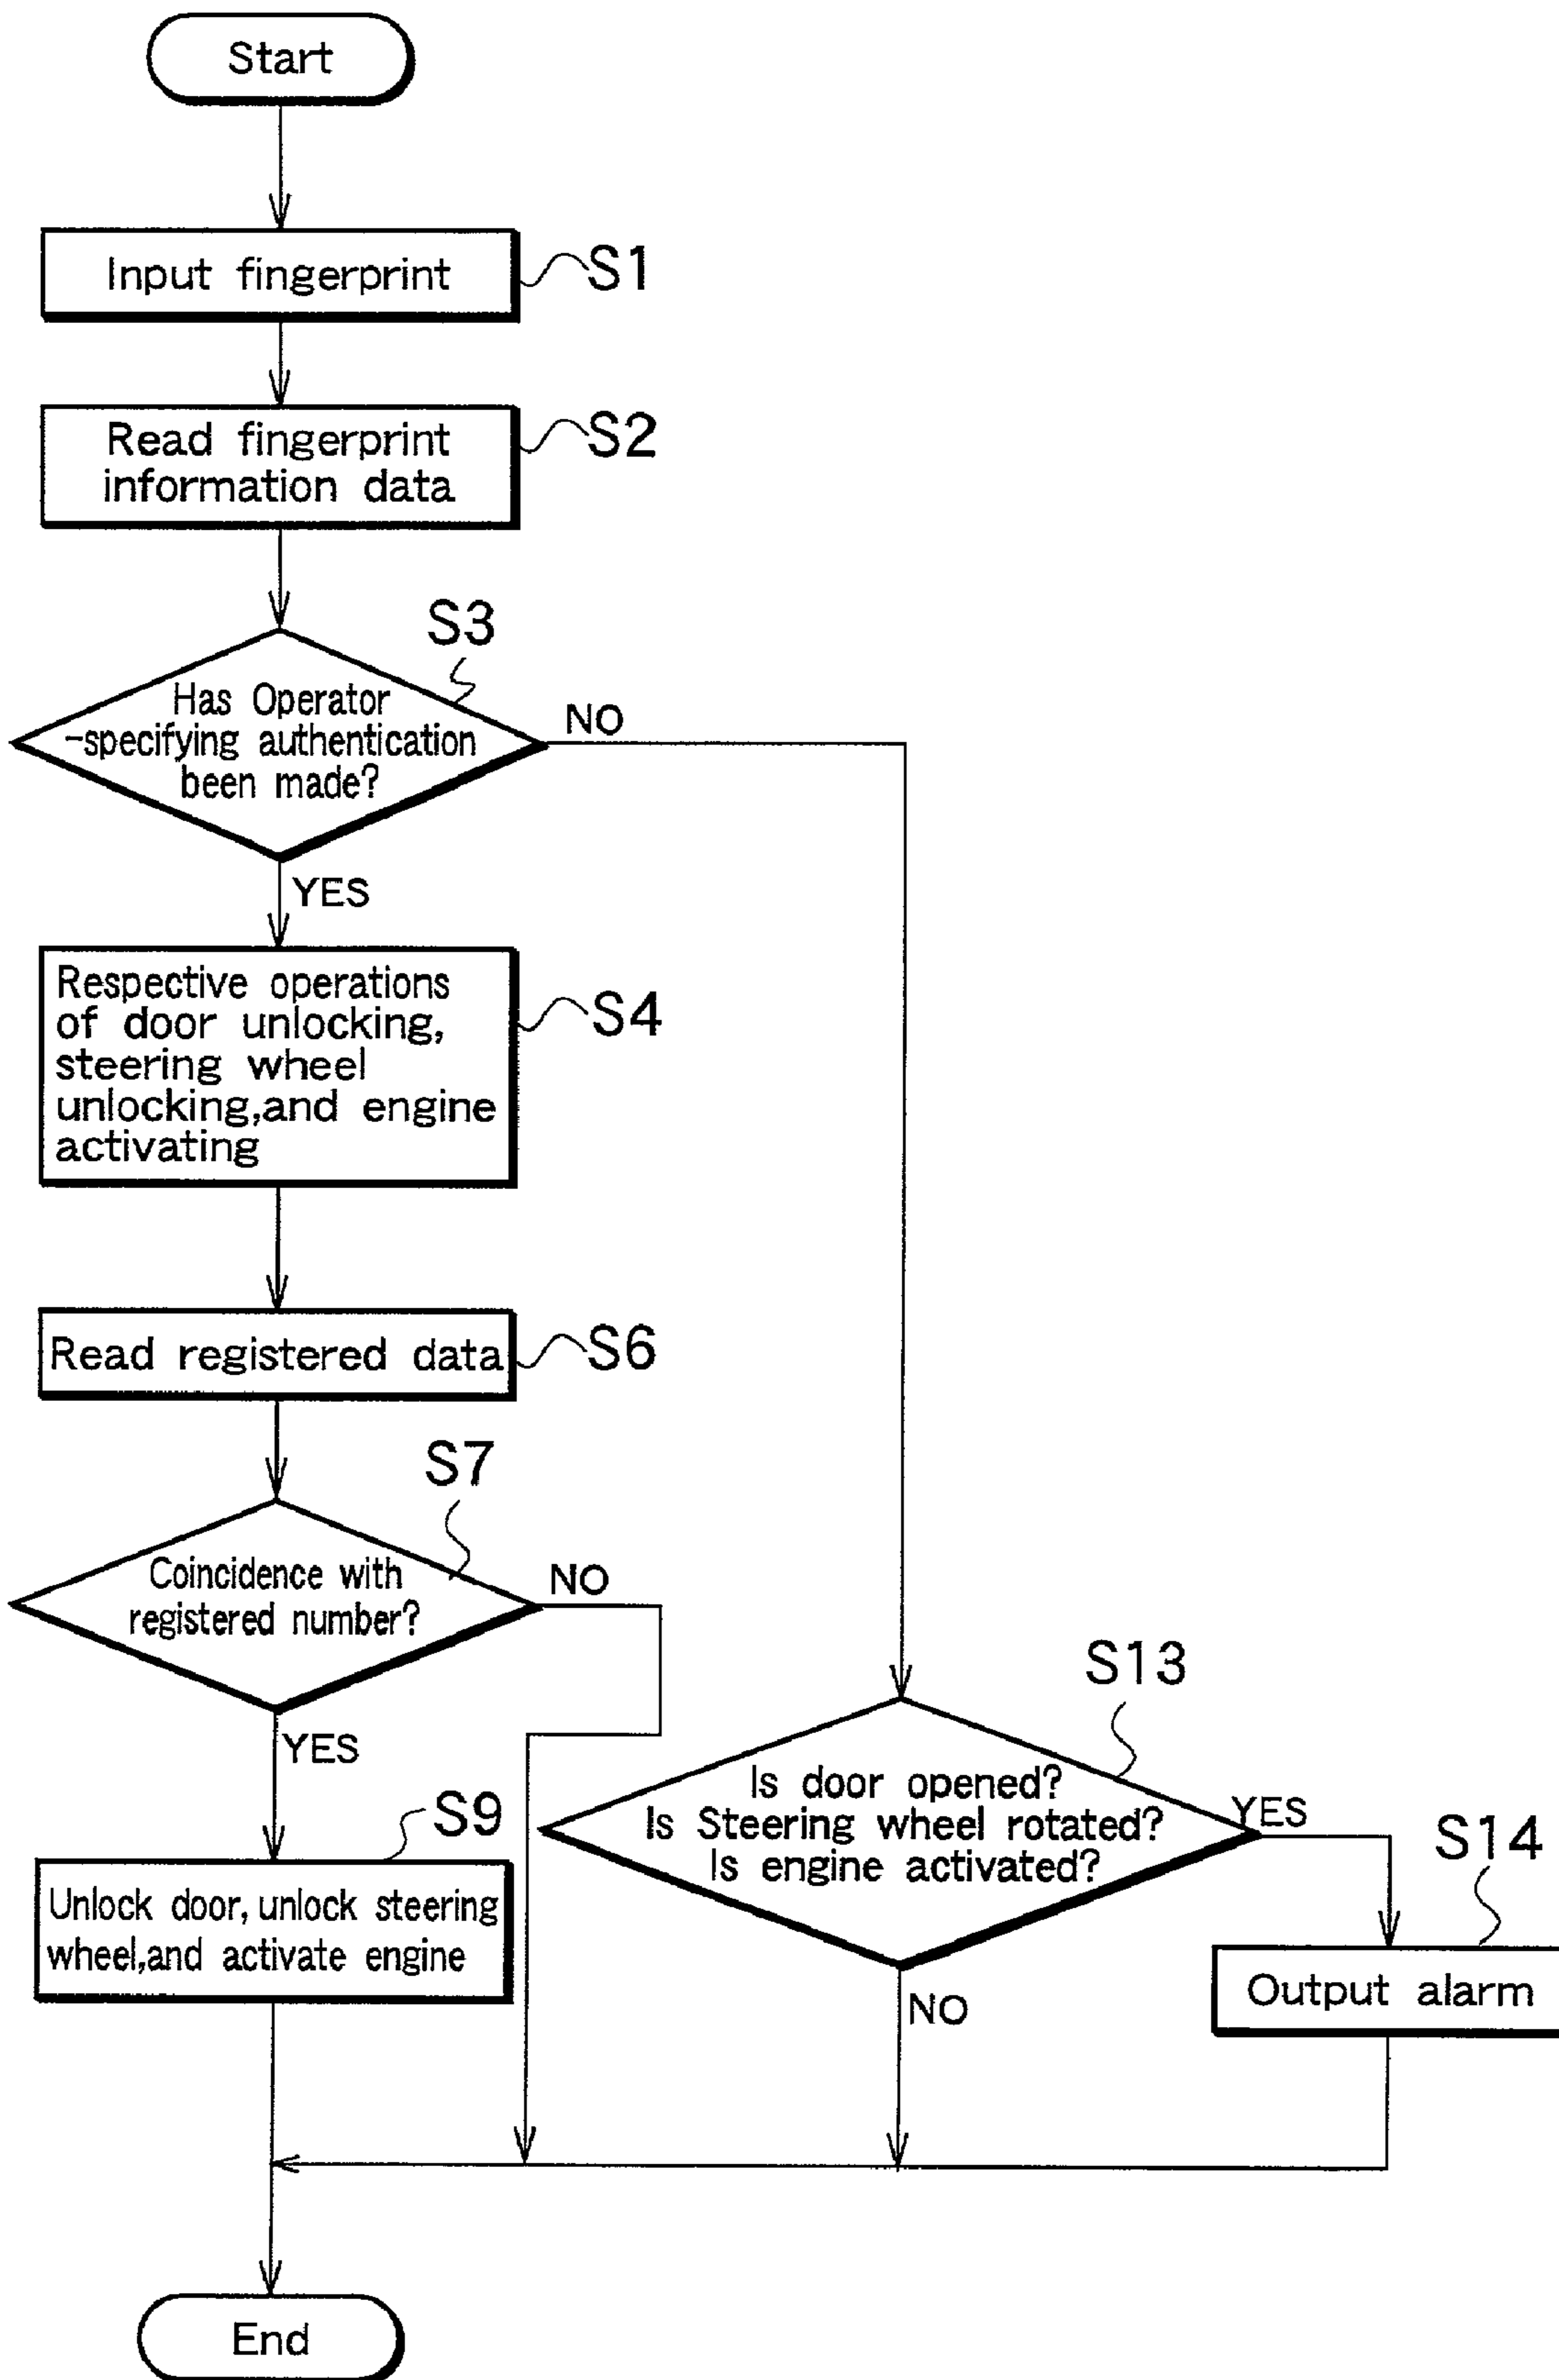 Start
Input fingerprint
S1
Read fingerprint
information data
S2
S3
Has Operator
-specifying authentication
been made?
NO
YES
Respective operations
of door unlocking,
steering wheel
unlocking,and engine
activating
S4
Read registered data
S6
S7
Coincidence with
registered number?
NO
YES
S9
Unlock door, unlock steering
wheel,and activate engine
S13
Is door opened?
Is Steering wheel rotated?
Is engine activated?
YES
NO
S14
Output alarm
End